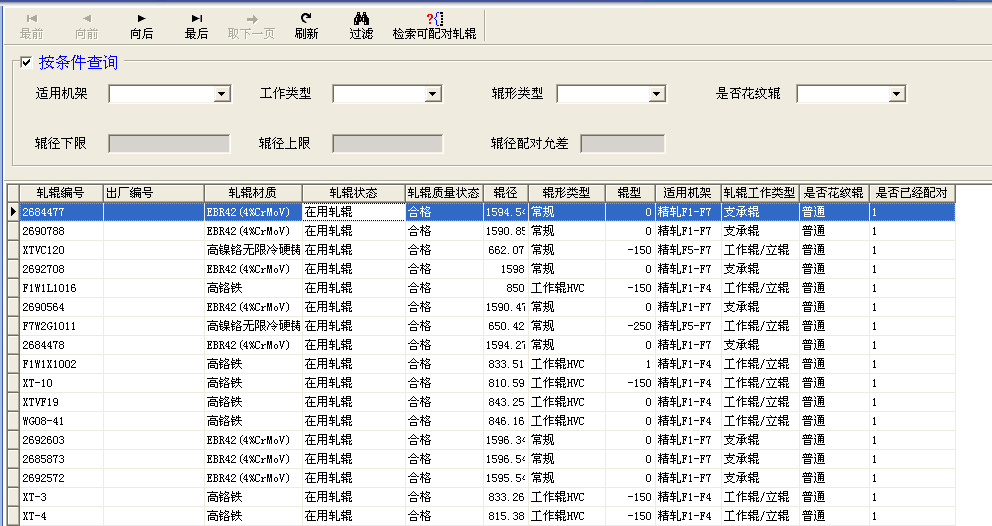 最前 向前 向后 最后 取下一页 刷新 过滤 检索可配对轧辊
按条件查询
适用机架 工作类型 辊形类型 是否花纹辊
辊径下限 辊径上限 辊径配对允差
轧辊编号 出厂编号 轧辊材质 轧辊状态 轧辊质量状态 辊径 辊形类型 辊型 适用机架 轧辊工作类型 是否花纹辊 是否已经配对
2684477 EBR42(4%CrMoV) 在用轧辊 合格 1594.54 常规 0 精轧F1-F7 支承辊 普通 1
2690788 EBR42(4%CrMoV) 在用轧辊 合格 1590.85 常规 0 精轧F1-F7 支承辊 普通 1
XTVC120 高镍铬无限冷硬铸 在用轧辊 合格 662.07 常规 -150 精轧F5-F7 工作辊/立辊 普通 1
2692708 EBR42(4%CrMoV) 在用轧辊 合格 1598 常规 0 精轧F1-F7 支承辊 普通 1
F1W1L1016 高铬铁 在用轧辊 合格 850 工作辊HVC -150 精轧F1-F4 工作辊/立辊 普通 1
2690564 EBR42(4%CrMoV) 在用轧辊 合格 1590.47 常规 0 精轧F1-F7 支承辊 普通 1
F7W2G1011 高镍铬无限冷硬铸 在用轧辊 合格 650.42 常规 -250 精轧F5-F7 工作辊/立辊 普通 1
2684478 EBR42(4%CrMoV) 在用轧辊 合格 1594.27 常规 0 精轧F1-F7 支承辊 普通 1
F1W1X1002 高铬铁 在用轧辊 合格 833.51 工作辊HVC 1 精轧F1-F4 工作辊/立辊 普通 1
XT-10 高铬铁 在用轧辊 合格 810.59 工作辊HVC -150 精轧F1-F4 工作辊/立辊 普通 1
XTVF19 高铬铁 在用轧辊 合格 843.25 工作辊HVC -150 精轧F1-F4 工作辊/立辊 普通 1
WG08-41 高铬铁 在用轧辊 合格 846.16 工作辊HVC -150 精轧F1-F4 工作辊/立辊 普通 1
2692603 EBR42(4%CrMoV) 在用轧辊 合格 1596.34 常规 0 精轧F1-F7 支承辊 普通 1
2685873 EBR42(4%CrMoV) 在用轧辊 合格 1596.54 常规 0 精轧F1-F7 支承辊 普通 1
2692572 EBR42(4%CrMoV) 在用轧辊 合格 1595.54 常规 0 精轧F1-F7 支承辊 普通 1
XT-3 高铬铁 在用轧辊 合格 833.26 工作辊HVC -150 精轧F1-F4 工作辊/立辊 普通 1
XT-4 高铬铁 在用轧辊 合格 815.38 工作辊HVC -150 精轧F1-F4 工作辊/立辊 普通 1